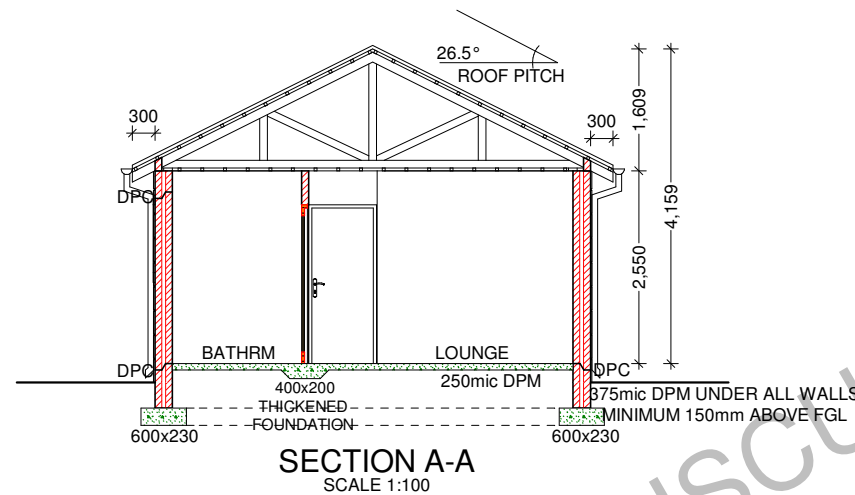 26.5°
ROOF PITCH
300
300
1,609
4,159
2,550
DPC
BATHRM
LOUNGE
DPC
DPC
400x200
250mic DPM
THICKENED
FOUNDATION
375mic DPM UNDER ALL WALLS
MINIMUM 150mm ABOVE FGL
600x230
600x230
SECTION A-A
SCALE 1:100